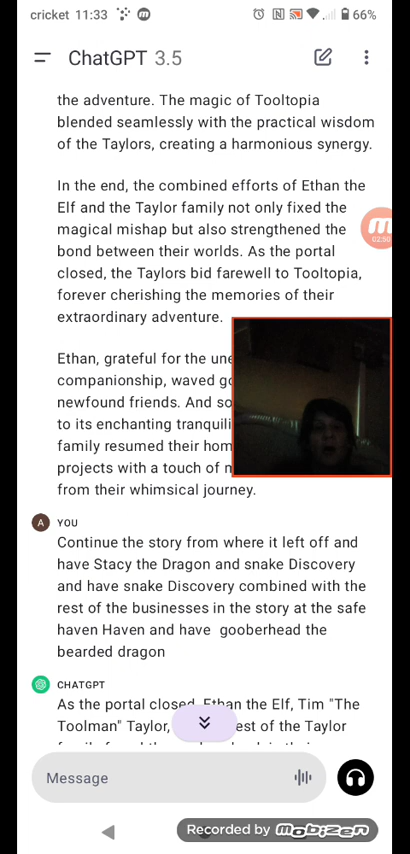 cricket 11:33 66%
ChatGPT 3.5
the adventure. The magic of Tooltopia
blended seamlessly with the practical wisdom
of the Taylors, creating a harmonious synergy.
In the end, the combined efforts of Ethan the
Elf and the Taylor family not only fixed the
magical mishap but also strengthened the
bond between their worlds. As the portal
closed, the Taylors bid farewell to Tooltopia,
forever cherishing the memories of their
extraordinary adventure.
02:50
Ethan, grateful for the
companionship, waved
newfound friends. And
to its enchanting
family resumed their
projects with a touch of
from their whimsical journey.
A YOU
Continue the story from where it left off and
have Stacy the Dragon and snake Discovery
and have snake Discovery combined with the
rest of the businesses in the story at the safe
haven Haven and have gooberhead the
bearded dragon
CHATGPT
As the portal closed, Ethan the Elf, Tim "The
Toolman" Taylor, rest of the Taylor
Message
Recorded by mobizen